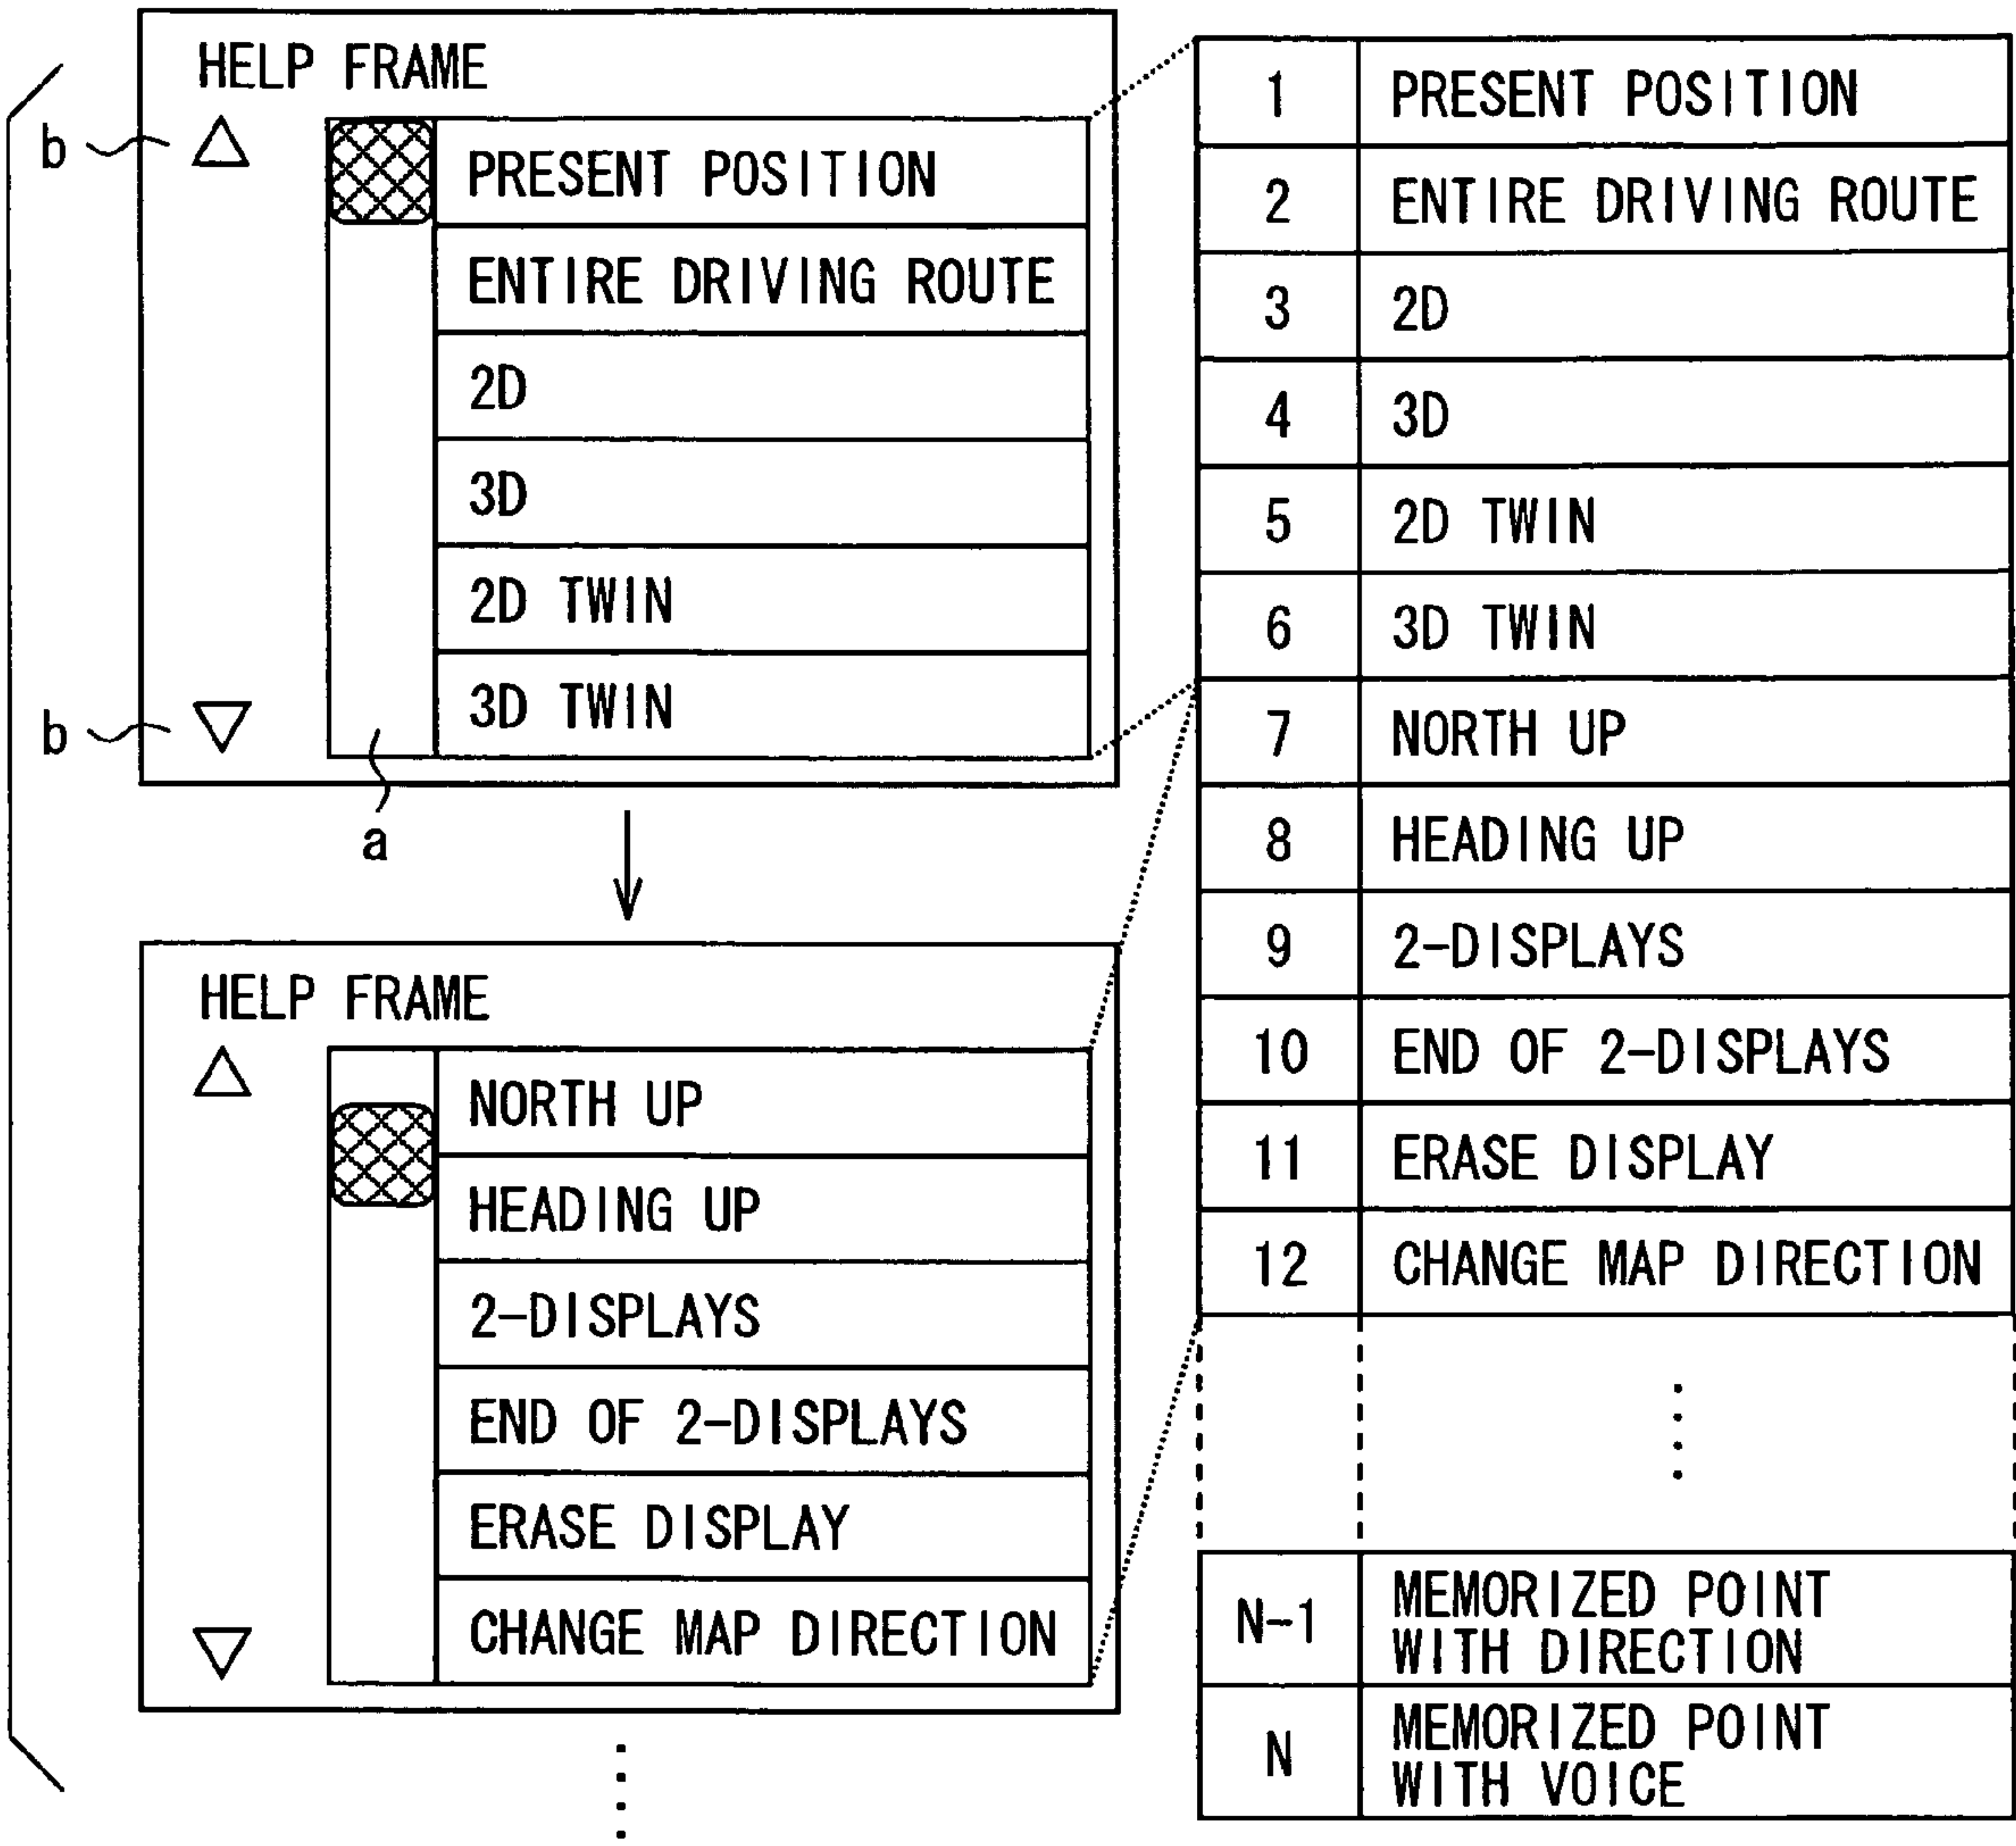 HELP FRAME
b
PRESENT POSITION
ENTIRE DRIVING ROUTE
2D
3D
2D TWIN
3D TWIN
b
a
HELP FRAME
NORTH UP
HEADING UP
2-DISPLAYS
END OF 2-DISPLAYS
ERASE DISPLAY
CHANGE MAP DIRECTION
1 PRESENT POSITION
2 ENTIRE DRIVING ROUTE
3 2D
4 3D
5 2D TWIN
6 3D TWIN
7 NORTH UP
8 HEADING UP
9 2-DISPLAYS
10 END OF 2-DISPLAYS
11 ERASE DISPLAY
12 CHANGE MAP DIRECTION
N-1 MEMORIZED POINT
WITH DIRECTION
N MEMORIZED POINT
WITH VOICE